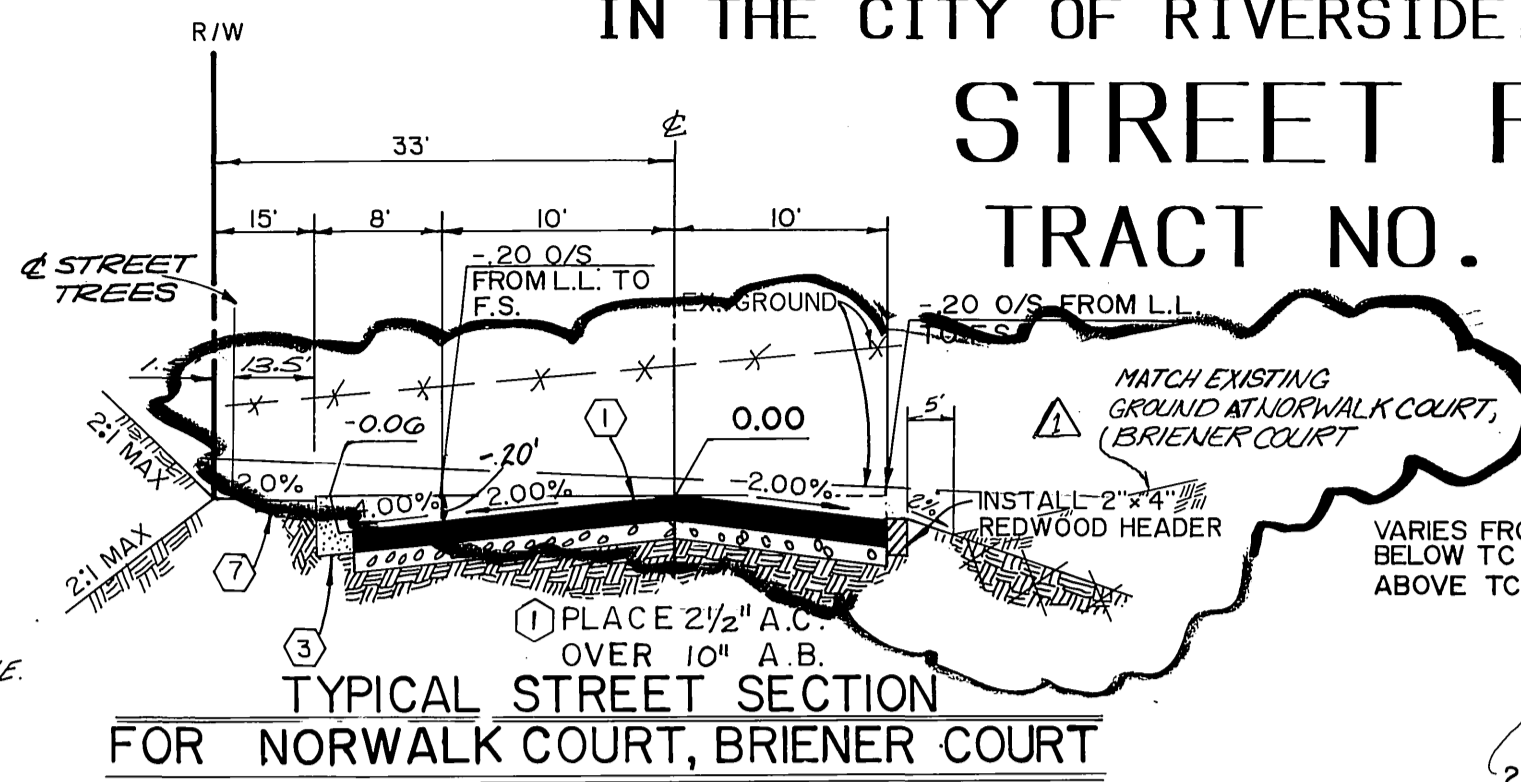 IN THE CITY OF RIVERSIDE
R/W
STREET
TRACT NO.
℄
33'
15'
8'
10'
10'
℄ STREET
TREES
-.20 O/S
FROM L.L. TO
F.S.
EX. GROUND
-.20 O/S FROM L.L.
TO F.S.
13.5'
MATCH EXISTING
GROUND AT NORWALK COURT,
BRIENER COURT
1
5'
-0.06
1
0.00
-.20'
2:1 MAX
2.0%
4.00%
2.00%
-2.00%
2%
INSTALL 2"x4"
REDWOOD HEADER
2:1 MAX
7
3
BELOW TC
ABOVE TC
1 PLACE 2½" A.C.
OVER 10" A.B.
TYPICAL STREET SECTION
FOR NORWALK COURT, BRIENER COURT